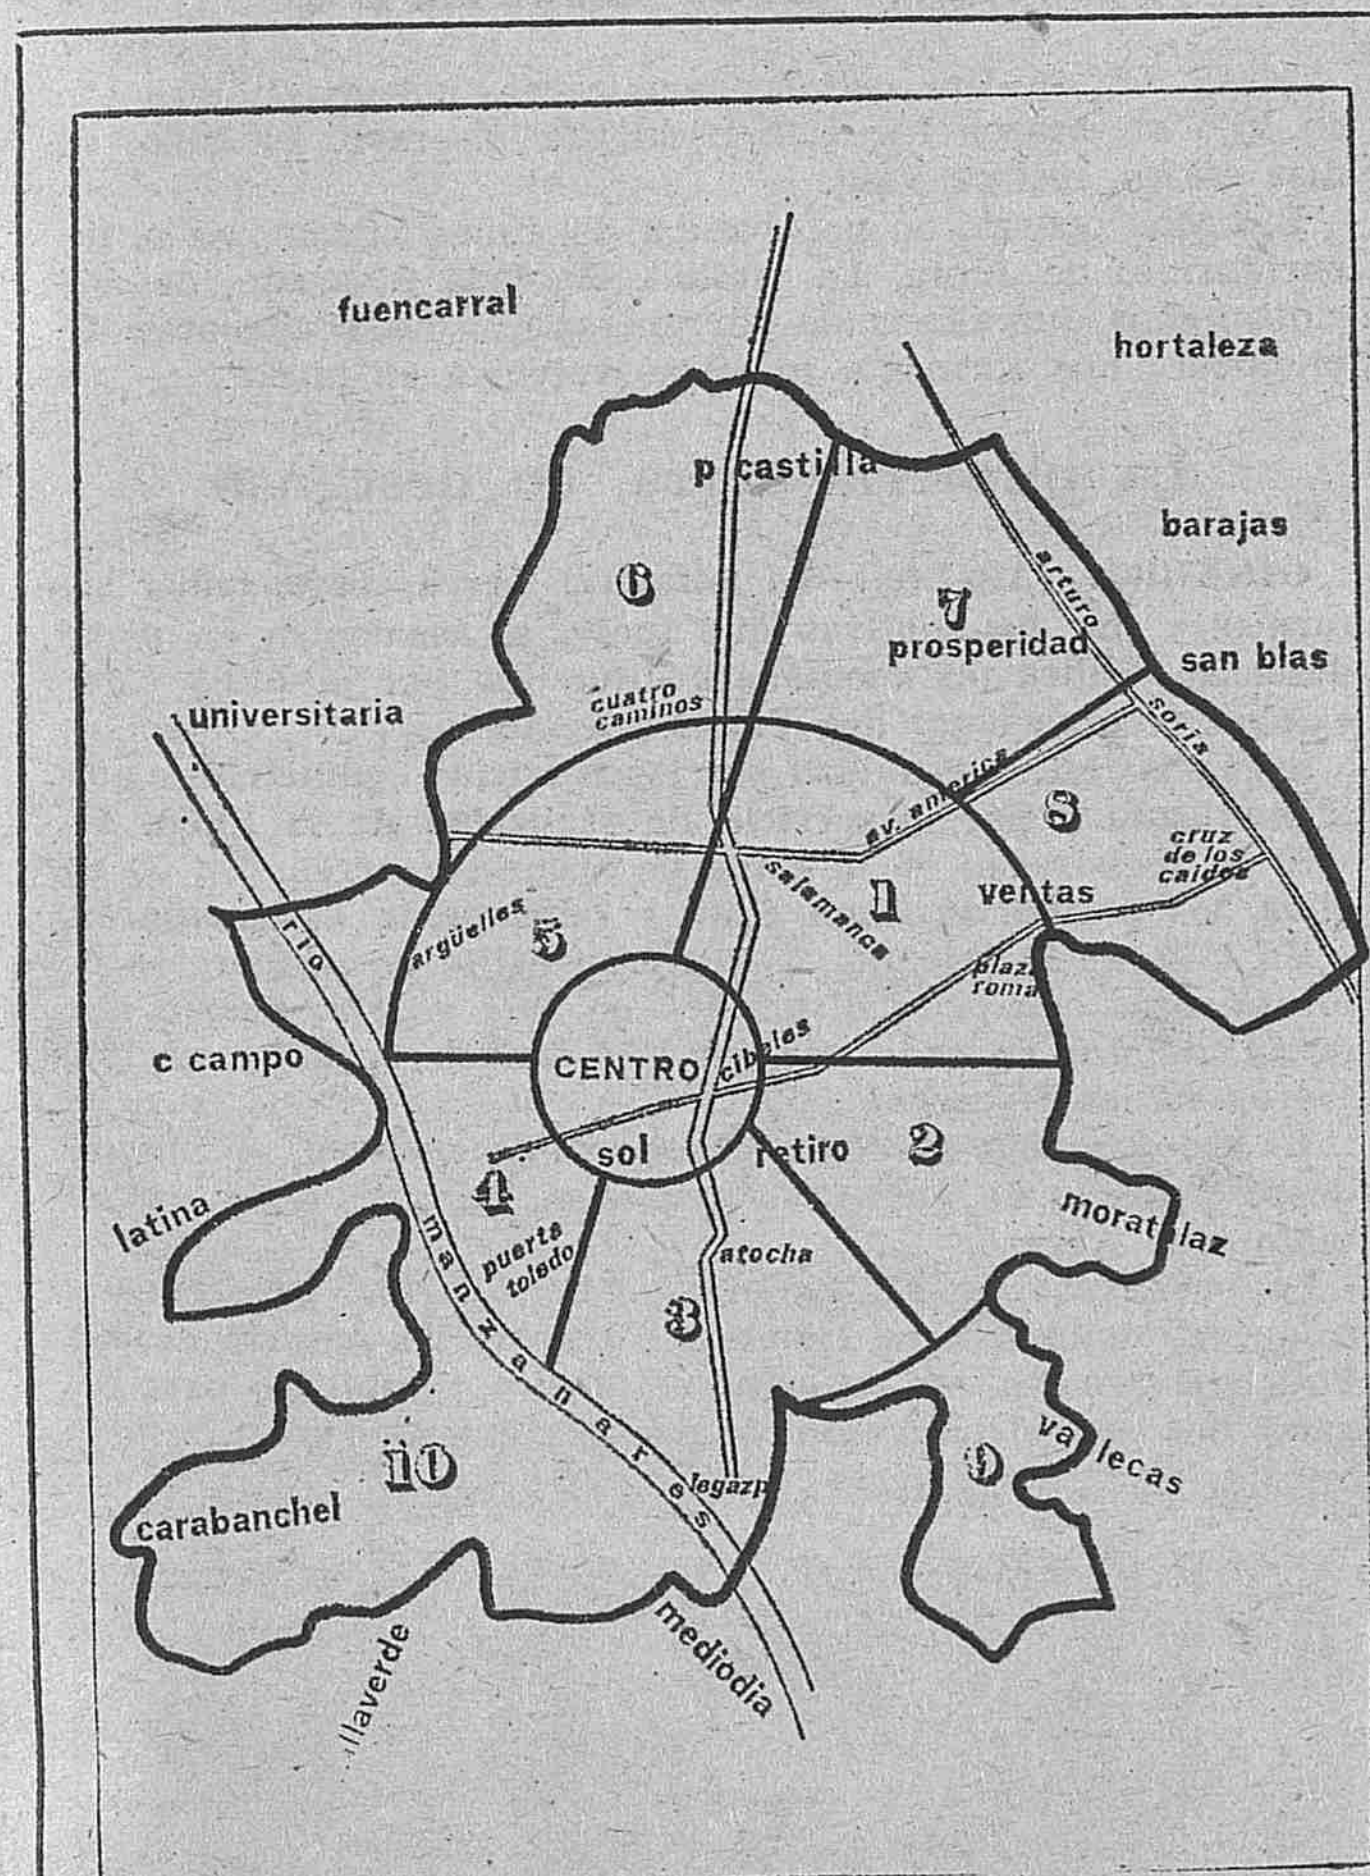 fuencarral
hortaleza
p castilla
barajas
6
arturo
7
prosperidad
san blas
cuatro
caminos
universitaria
soria
av. america
8
cruz
de los
caidos
salamanca
1
ventas
argüelles
5
plaza
roma
rio
c campo
CENTRO
cibeles
sol
retiro
2
4
latina
moratalaz
puerta
toledo
manzanares
atocha
3
vallecas
10
9
legazpi
carabanchel
mediodia
llaverde